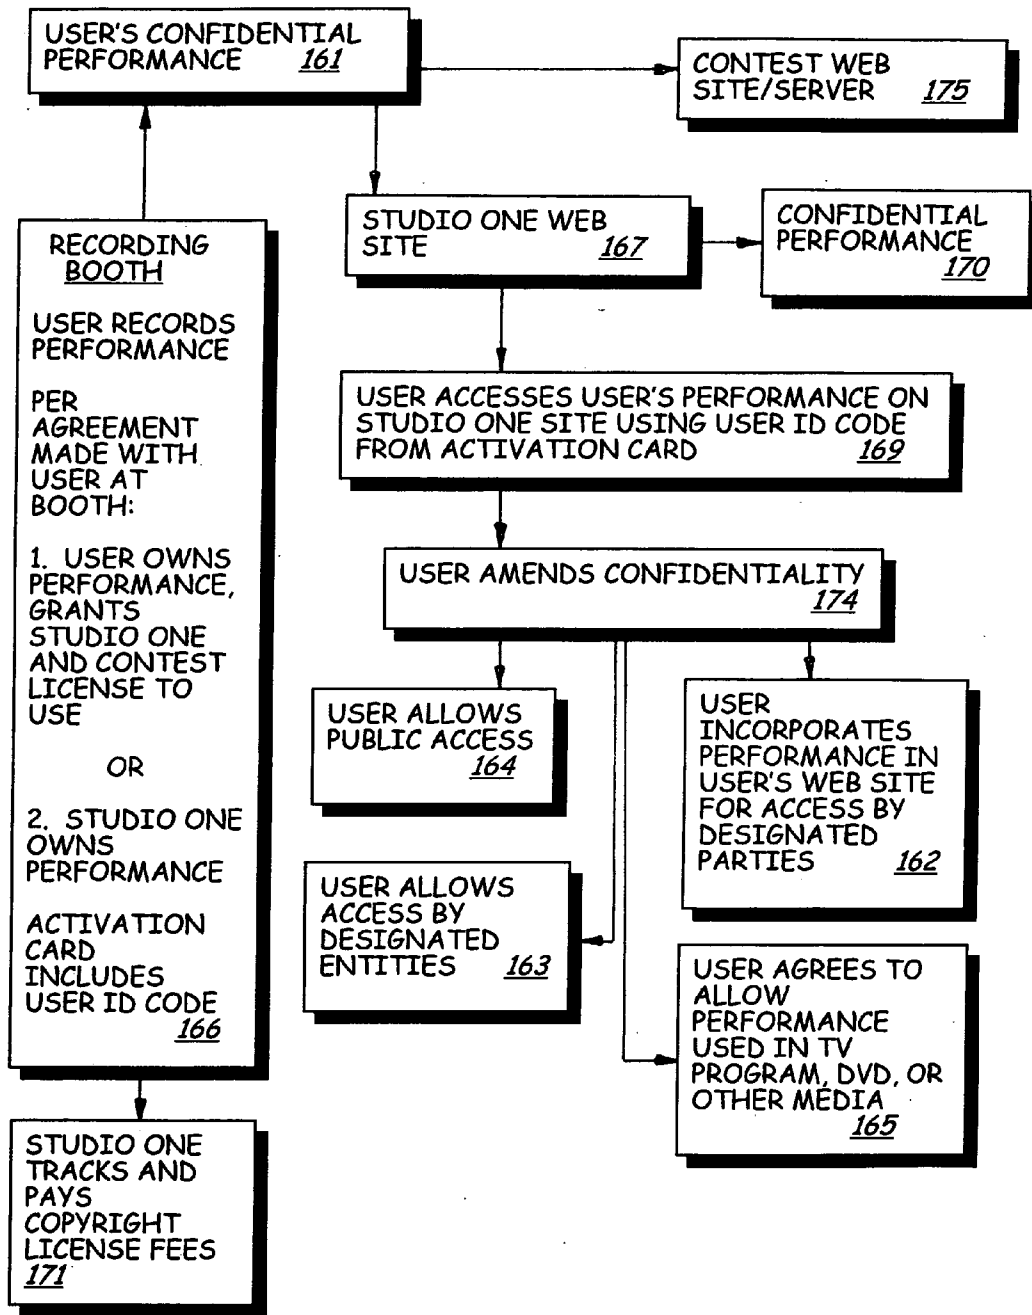 USER'S CONFIDENTIAL
PERFORMANCE 161
CONTEST WEB
SITE/SERVER 175
STUDIO ONE WEB
SITE 167
CONFIDENTIAL
PERFORMANCE
170
RECORDING
BOOTH
USER RECORDS
PERFORMANCE
PER
AGREEMENT
MADE WITH
USER AT
BOOTH:
1. USER OWNS
PERFORMANCE,
GRANTS
STUDIO ONE
AND CONTEST
LICENSE TO
USE
OR
2. STUDIO ONE
OWNS
PERFORMANCE
ACTIVATION
CARD
INCLUDES
USER ID CODE
166
USER ACCESSES USER'S PERFORMANCE ON
STUDIO ONE SITE USING USER ID CODE
FROM ACTIVATION CARD 169
USER AMENDS CONFIDENTIALITY
174
USER ALLOWS
PUBLIC ACCESS
164
USER
INCORPORATES
PERFORMANCE IN
USER'S WEB SITE
FOR ACCESS BY
DESIGNATED
PARTIES 162
USER ALLOWS
ACCESS BY
DESIGNATED
ENTITIES 163
USER AGREES TO
ALLOW
PERFORMANCE
USED IN TV
PROGRAM, DVD, OR
OTHER MEDIA
165
STUDIO ONE
TRACKS AND
PAYS
COPYRIGHT
LICENSE FEES
171